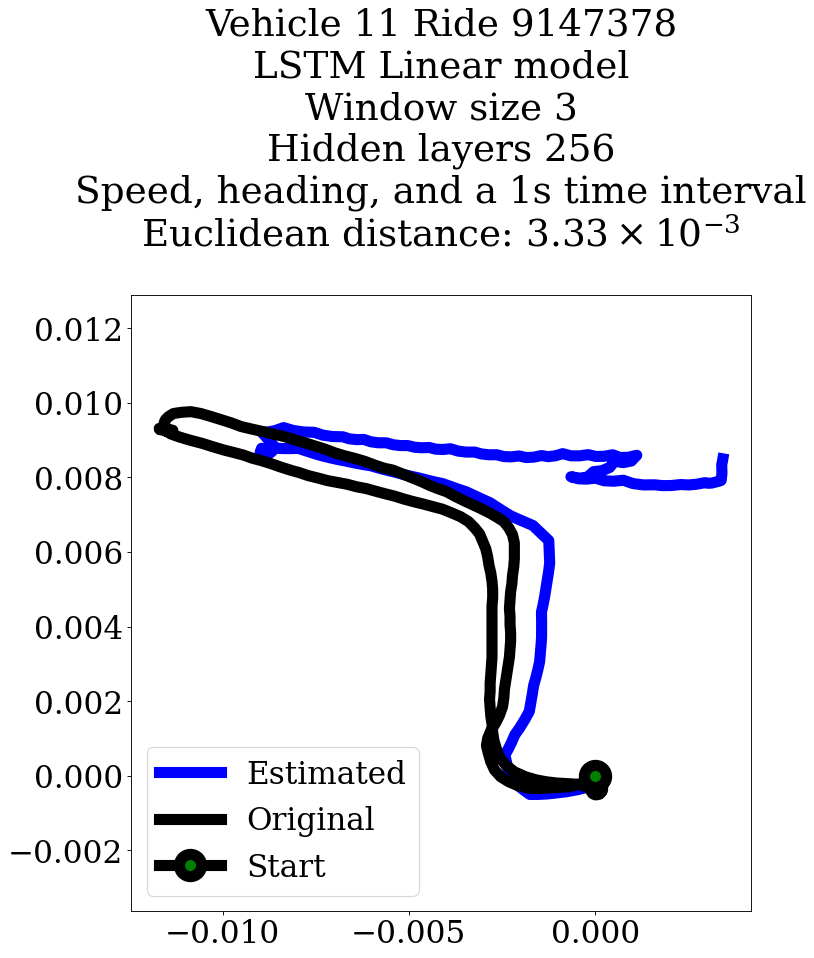 Vehicle 11 Ride 9147378
LSTM Linear model
Window size 3
Hidden layers 256
Speed, heading, and a 1s time interval
Euclidean distance: 3.33 × 10⁻³
0.012
0.010
0.008
0.006
0.004
0.002
0.000
−0.002
Estimated
Original
Start
−0.010
−0.005
0.000